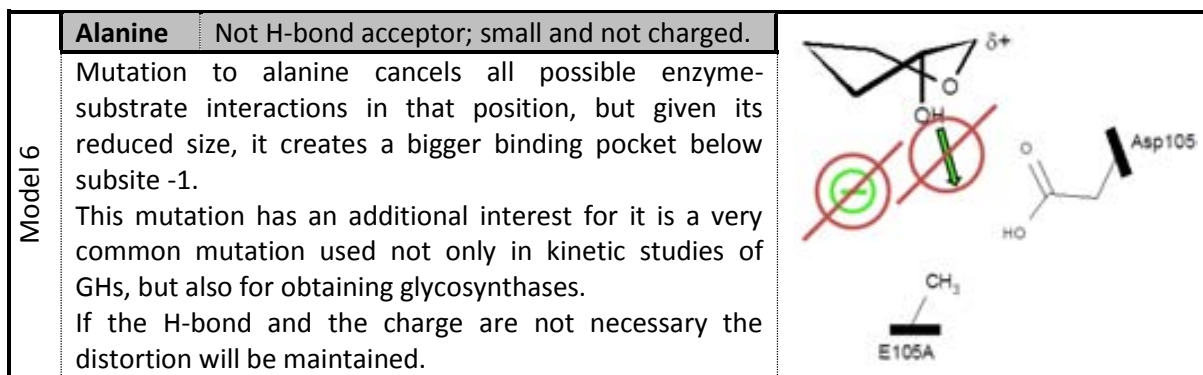 Model 6
Alanine Not H-bond acceptor; small and not charged.
Mutation to alanine cancels all possible enzyme-
substrate interactions in that position, but given its
reduced size, it creates a bigger binding pocket below
subsite -1.
This mutation has an additional interest for it is a very
common mutation used not only in kinetic studies of
GHs, but also for obtaining glycosynthases.
If the H-bond and the charge are not necessary the
distortion will be maintained.
δ+
O
OH
−
O
Asp105
HO
CH3
E105A